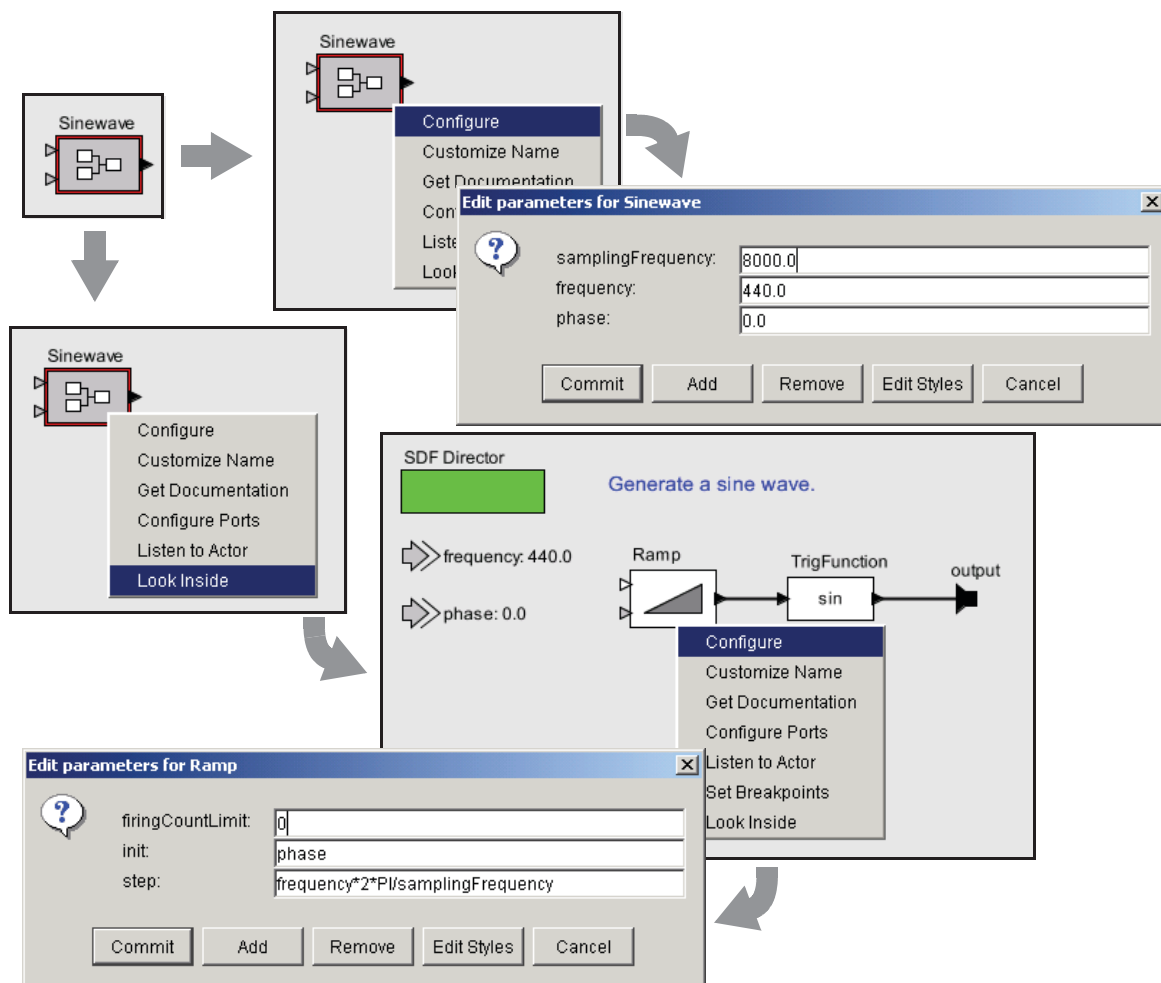 Sinewave
Sinewave
Configure
Customize Name
Get Documentation
Edit parameters for Sinewave
?
samplingFrequency: 8000.0
frequency: 440.0
phase: 0.0
Commit Add Remove Edit Styles Cancel
Sinewave
Configure
Customize Name
Get Documentation
Configure Ports
Listen to Actor
Look Inside
SDF Director
Generate a sine wave.
frequency: 440.0
phase: 0.0
Ramp
TrigFunction
sin
output
Configure
Customize Name
Get Documentation
Configure Ports
Listen to Actor
Set Breakpoints
Look Inside
Edit parameters for Ramp
?
firingCountLimit: 0
init: phase
step: frequency*2*PI/samplingFrequency
Commit Add Remove Edit Styles Cancel